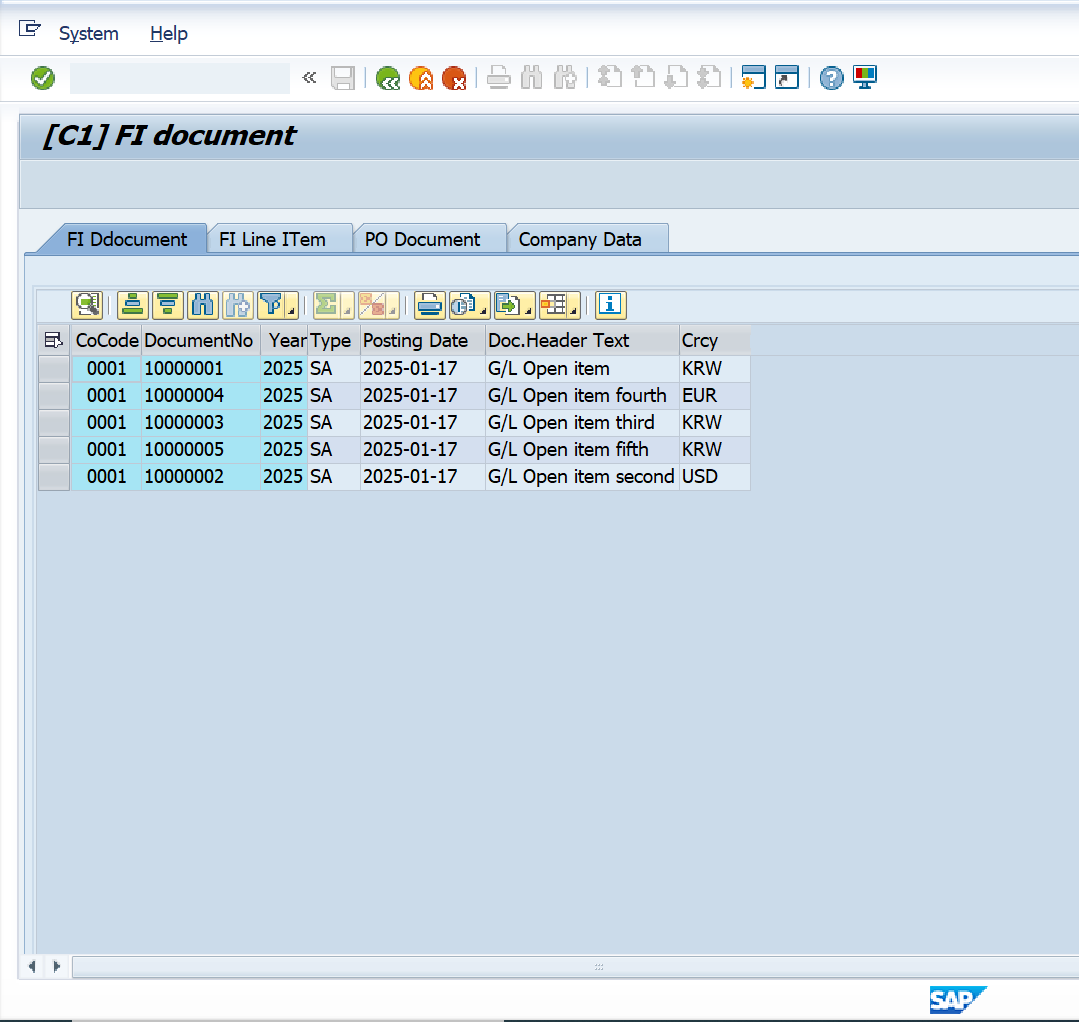 System Help
[C1] FI document
FI Ddocument FI Line ITem PO Document Company Data
CoCode DocumentNo Year Type Posting Date Doc.Header Text Crcy
0001 10000001 2025 SA 2025-01-17 G/L Open item KRW
0001 10000004 2025 SA 2025-01-17 G/L Open item fourth EUR
0001 10000003 2025 SA 2025-01-17 G/L Open item third KRW
0001 10000005 2025 SA 2025-01-17 G/L Open item fifth KRW
0001 10000002 2025 SA 2025-01-17 G/L Open item second USD
SAP